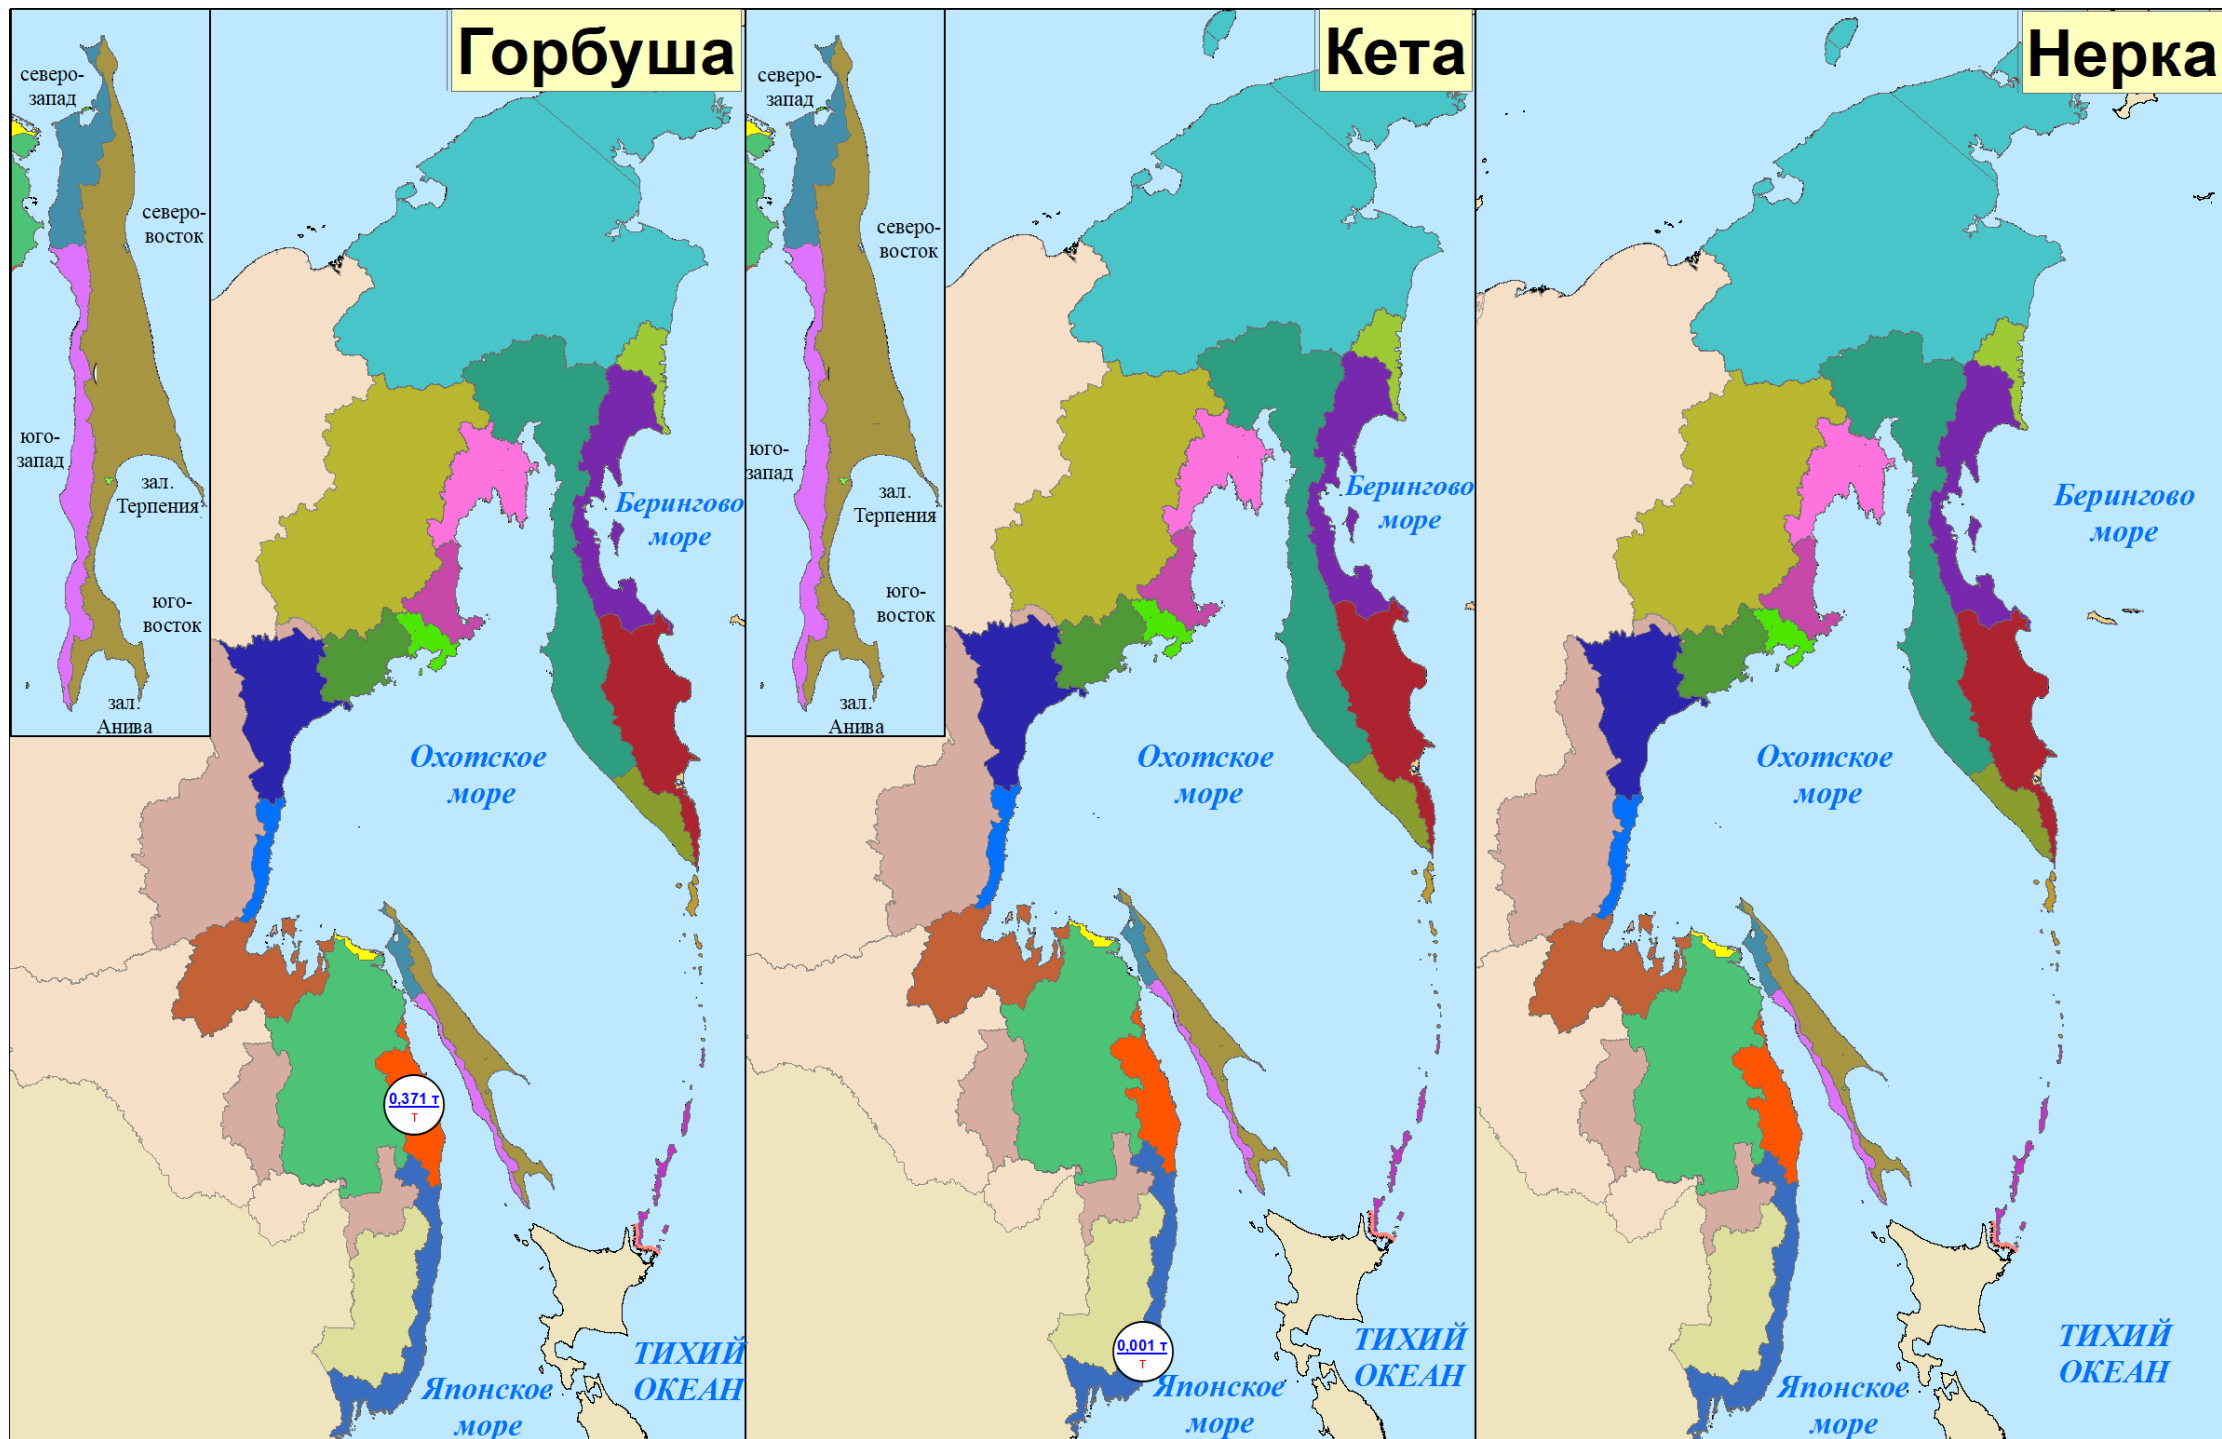 Горбуша
северо-
запад
северо-
восток
юго-
запад
зал.
Терпения
юго-
восток
зал.
Анива
Берингово
море
Охотское
море
0,371 т
т
ТИХИЙ
ОКЕАН
Японское
море
Кета
северо-
запад
северо-
восток
юго-
запад
зал.
Терпения
юго-
восток
зал.
Анива
Берингово
море
Охотское
море
0,001 т
т
ТИХИЙ
ОКЕАН
Японское
море
Нерка
Берингово
море
Охотское
море
ТИХИЙ
ОКЕАН
Японское
море